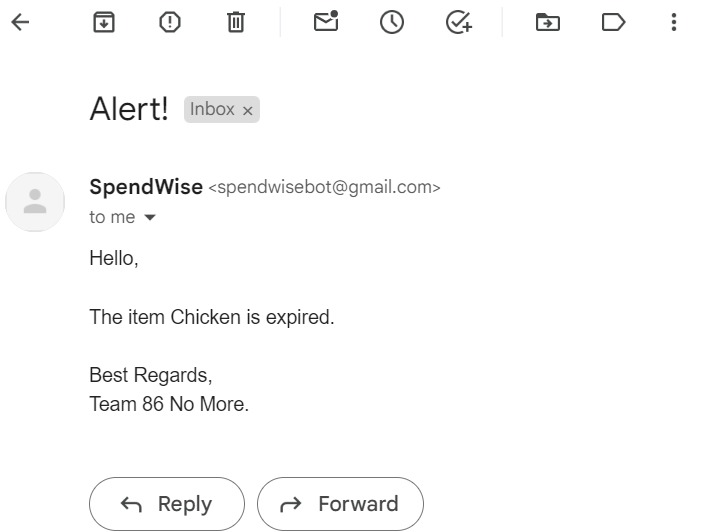 Alert! Inbox ×
SpendWise <spendwisebot@gmail.com>
to me
Hello,
The item Chicken is expired.
Best Regards,
Team 86 No More.
Reply Forward